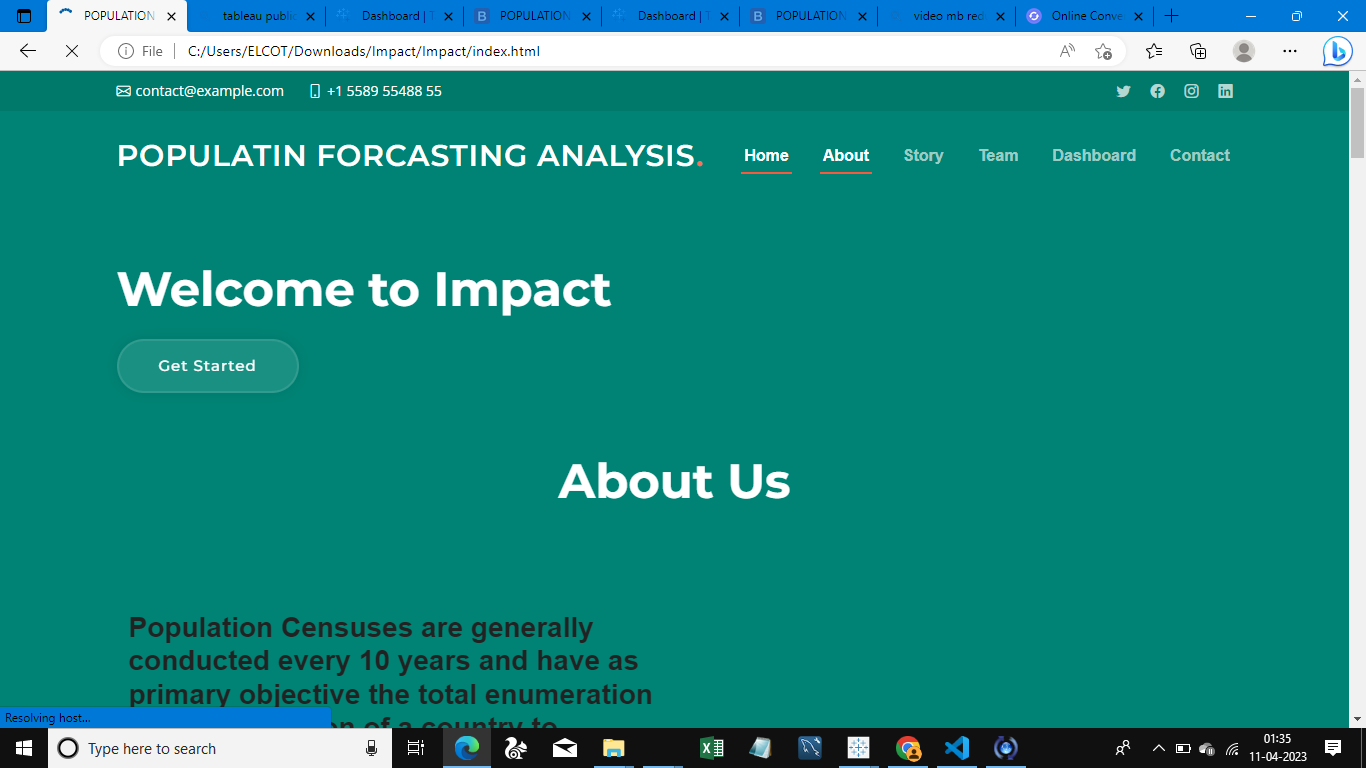 POPULATION
tableau public
Dashboard | T
POPULATION
Dashboard | T
POPULATION
video mb red
Online Conve
File
C:/Users/ELCOT/Downloads/Impact/Impact/index.html
contact@example.com
+1 5589 55488 55
POPULATIN FORCASTING ANALYSIS.
Home
About
Story
Team
Dashboard
Contact
Welcome to Impact
Get Started
About Us
Population Censuses are generally
conducted every 10 years and have as
primary objective the total enumeration
on of a country to
Resolving host...
Type here to search
01:35
11-04-2023